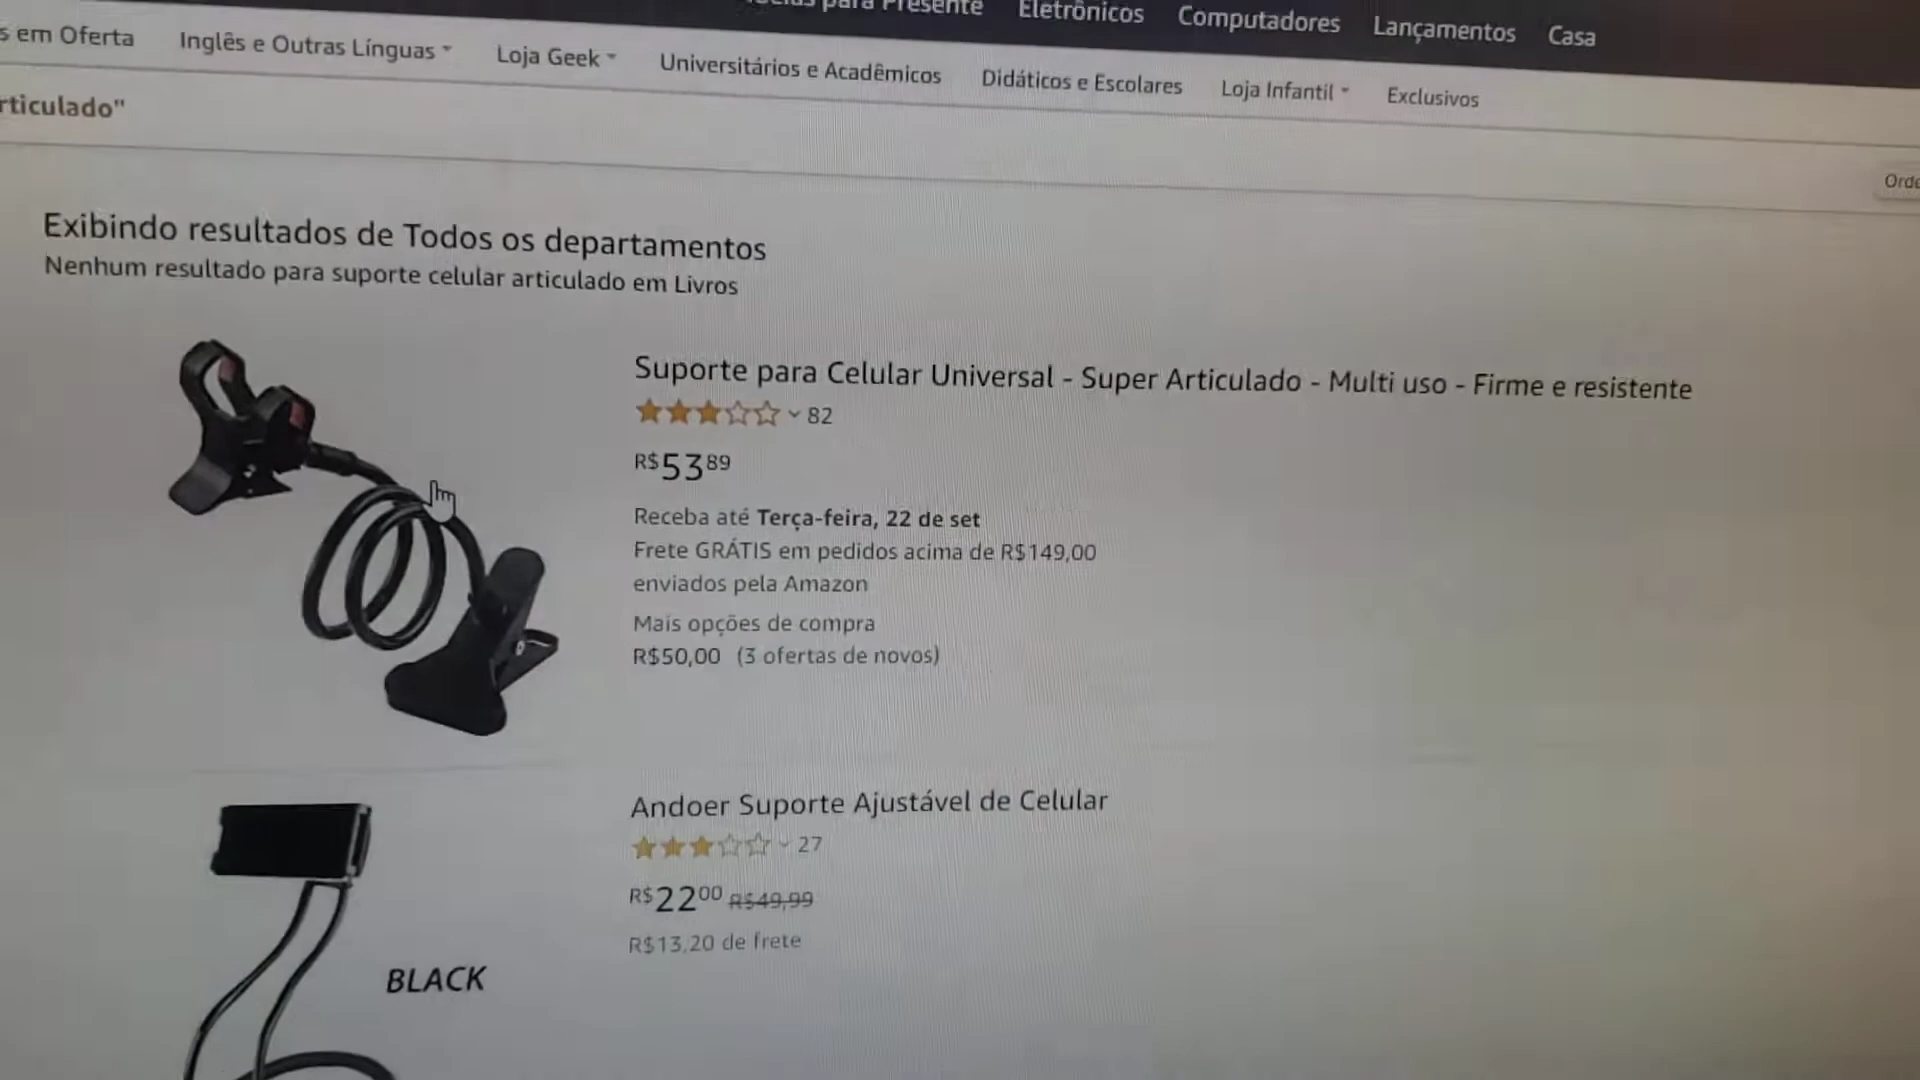 para Presente Eletrônicos Computadores Lançamentos Casa
em Oferta Inglês e Outras Línguas Loja Geek Universitários e Acadêmicos Didáticos e Escolares Loja Infantil Exclusivos
rticulado"
Exibindo resultados de Todos os departamentos
Nenhum resultado para suporte celular articulado em Livros
Suporte para Celular Universal - Super Articulado - Multi uso - Firme e resistente
82
R$5389
Receba até Terça-feira, 22 de set
Frete GRÁTIS em pedidos acima de R$149,00
enviados pela Amazon
Mais opções de compra
R$50,00 (3 ofertas de novos)
Andoer Suporte Ajustável de Celular
27
R$2200 R$49,99
R$13,20 de frete
BLACK